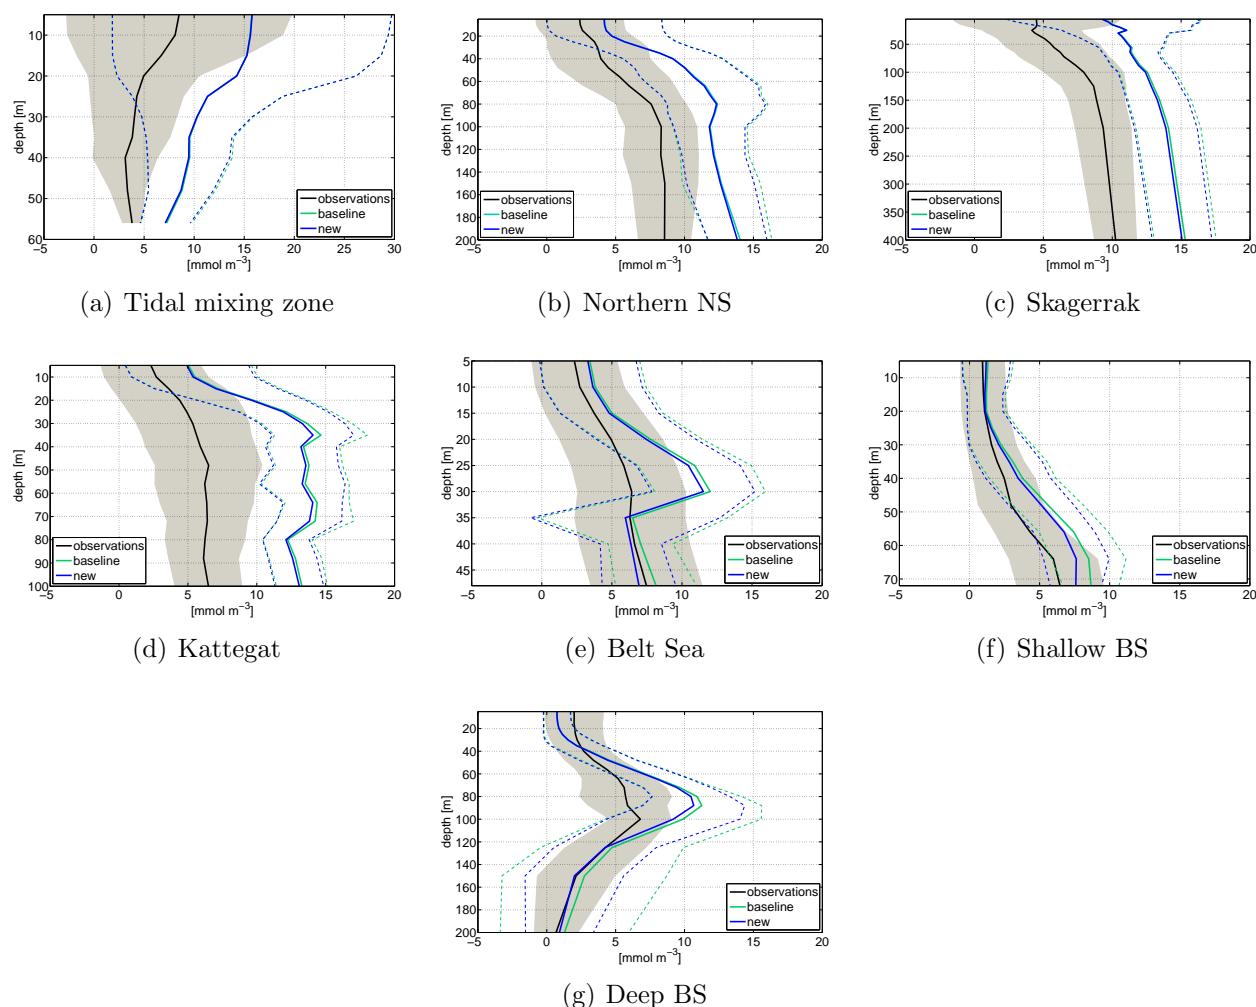 10
20
30
40
50
60
−5 0 5 10 15 20 25 30
depth [m]
[mmol m−3]
observations
baseline
new
(a) Tidal mixing zone
20
40
60
80
100
120
140
160
180
200
−5 0 5 10 15 20
depth [m]
[mmol m−3]
observations
baseline
new
(b) Northern NS
50
100
150
200
250
300
350
400
−5 0 5 10 15 20
depth [m]
[mmol m−3]
observations
baseline
new
(c) Skagerrak
10
20
30
40
50
60
70
80
90
100
−5 0 5 10 15 20
depth [m]
[mmol m−3]
observations
baseline
new
(d) Kattegat
5
10
15
20
25
30
35
40
−5 0 5 10 15 20
depth [m]
[mmol m−3]
observations
baseline
new
(e) Belt Sea
10
20
30
40
50
60
70
−5 0 5 10 15 20
depth [m]
[mmol m−3]
observations
baseline
new
(f) Shallow BS
20
40
60
80
100
120
140
160
180
200
−5 0 5 10 15 20
depth [m]
[mmol m−3]
observations
baseline
new
(g) Deep BS